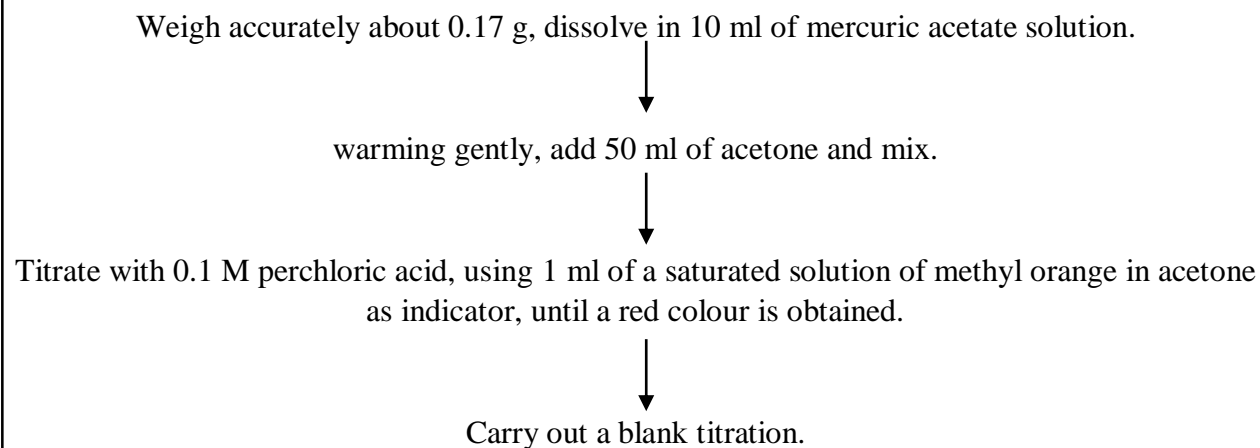 Weigh accurately about 0.17 g, dissolve in 10 ml of mercuric acetate solution.
warming gently, add 50 ml of acetone and mix.
Titrate with 0.1 M perchloric acid, using 1 ml of a saturated solution of methyl orange in acetone
as indicator, until a red colour is obtained.
Carry out a blank titration.